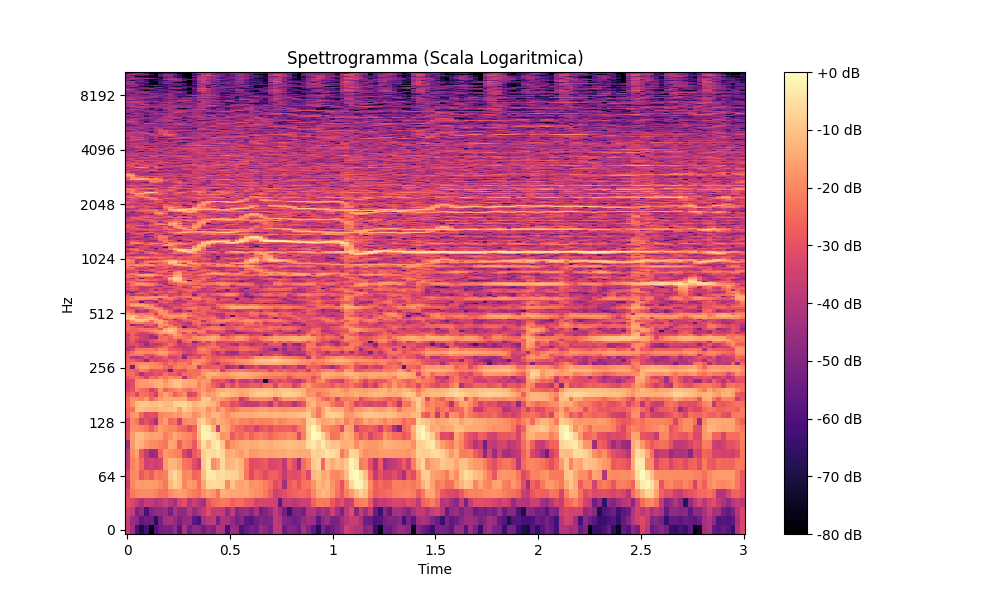 Spettrogramma (Scala Logaritmica)
Hz
8192
4096
2048
1024
512
256
128
64
0
0
0.5
1
1.5
2
2.5
3
Time
+0 dB
-10 dB
-20 dB
-30 dB
-40 dB
-50 dB
-60 dB
-70 dB
-80 dB